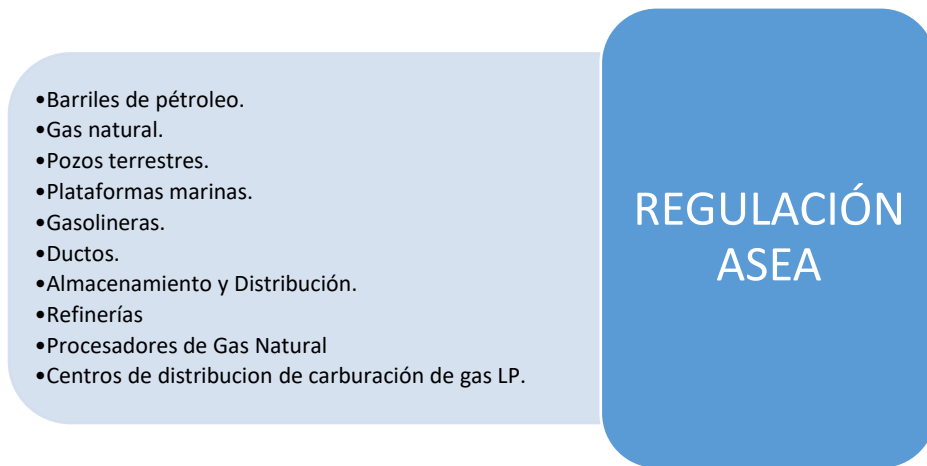 •Barriles de pétroleo.
•Gas natural.
•Pozos terrestres.
•Plataformas marinas.
•Gasolineras.
•Ductos.
•Almacenamiento y Distribución.
•Refinerías
•Procesadores de Gas Natural
•Centros de distribucion de carburación de gas LP.
REGULACIÓN
ASEA